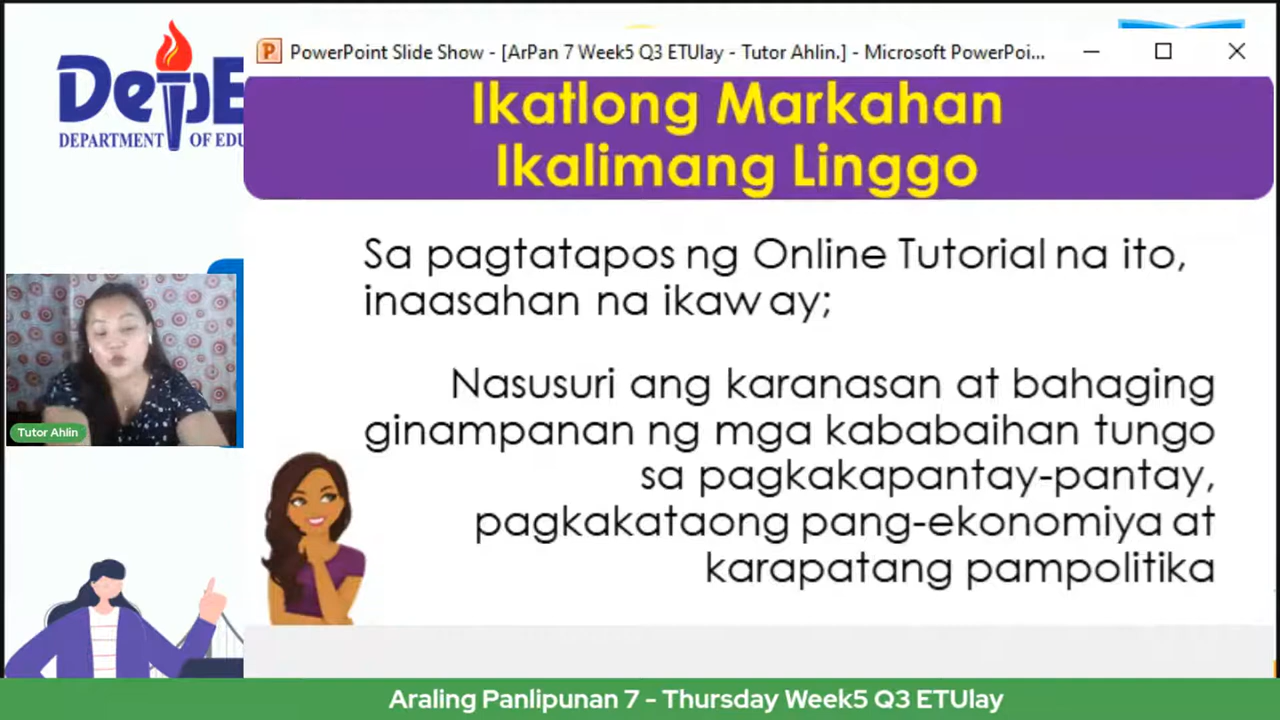 DepE
DEPARTMENT OF EDU
PowerPoint Slide Show - [ArPan 7 Week5 Q3 ETUlay - Tutor Ahlin.] - Microsoft PowerPoi...
Ikatlong Markahan
Ikalimang Linggo
Sa pagtatapos ng Online Tutorial na ito,
inaasahan na ikaw ay;
Nasusuri ang karanasan at bahaging
ginampanan ng mga kababaihan tungo
sa pagkakapantay-pantay,
pagkakataong pang-ekonomiya at
karapatang pampolitika
Tutor Ahlin
Araling Panlipunan 7 - Thursday Week5 Q3 ETUlay